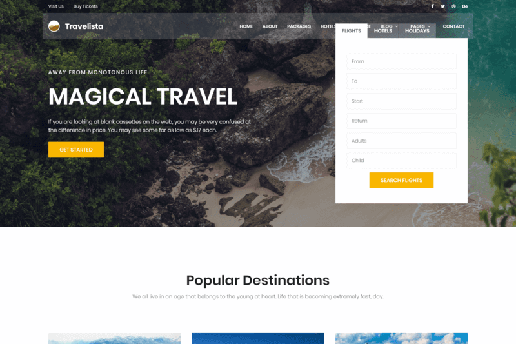 Visit Us Buy Tickets
Travelista
HOME ABOUT PACKAGES HOTELS BLOG PAGES CONTACT
FLIGHTS HOTELS HOLIDAYS
AWAY FROM MONOTONOUS LIFE
MAGICAL TRAVEL
If you are looking at blank cassettes on the web, you may be very confused at
the difference in price. You may see some for as low as $.17 each.
GET STARTED
From
To
Start
Return
Adults
Child
SEARCH FLIGHTS
Popular Destinations
live in an age that belongs to the young at heart. Life that is becoming extremely fast, day